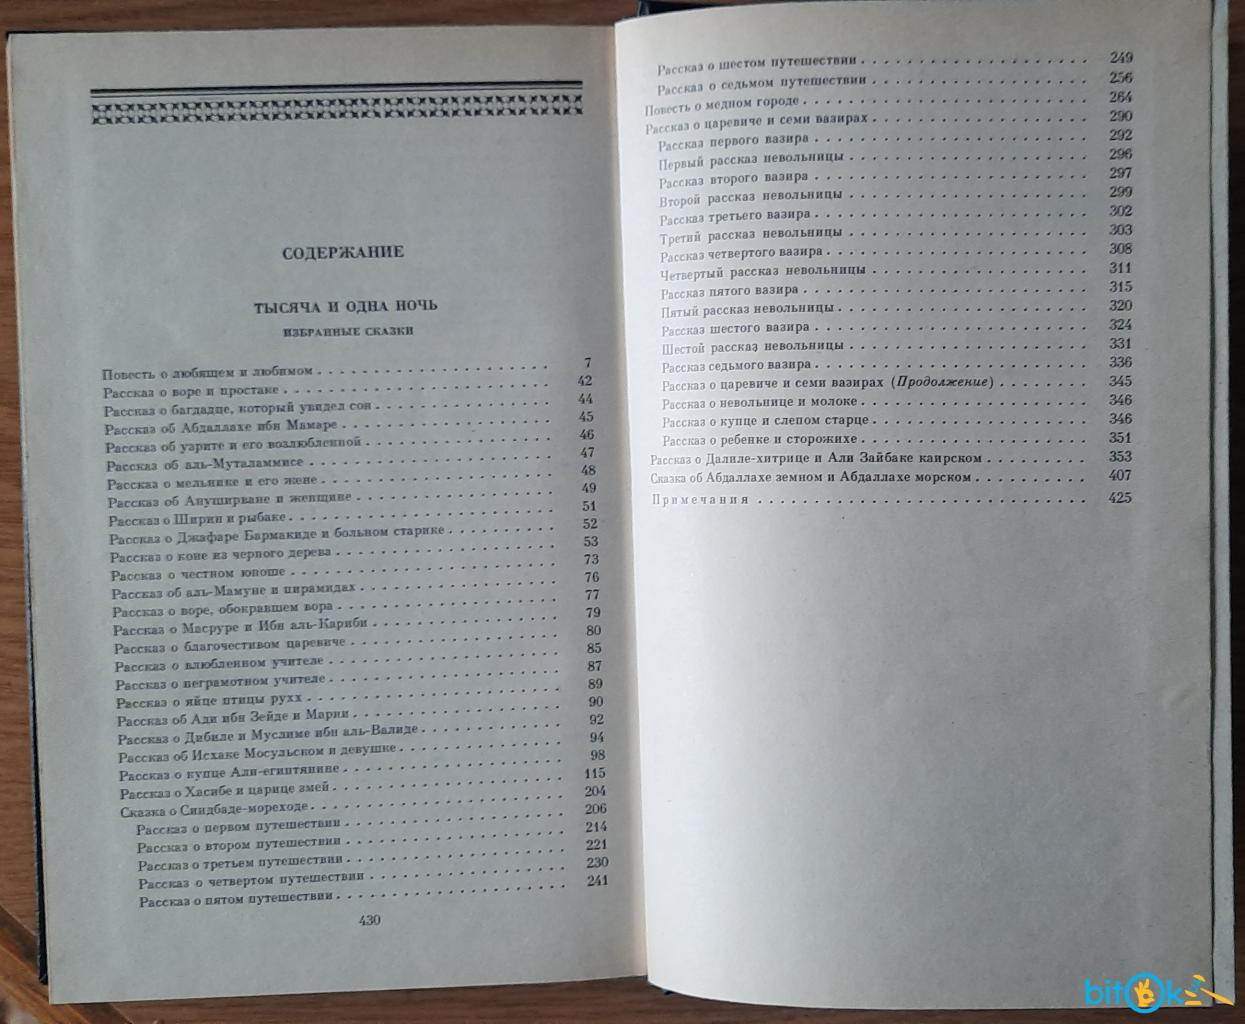 СОДЕРЖАНИЕ
ТЫСЯЧА И ОДНА НОЧЬ
ИЗБРАННЫЕ СКАЗКИ
Повесть о любящем и любимом . . . . . . 7
Рассказ о воре и простаке . . . . . . 42
Рассказ о багдадце, который увидел сон . . . . . . 44
Рассказ об Абдаллахе ибн Мамаре . . . . . . 45
Рассказ об узрите и его возлюбленной . . . . . . 46
Рассказ об аль-Муталаммисе . . . . . . 47
Рассказ о мельнике и его жене . . . . . . 48
Рассказ об Ануширване и женщине . . . . . . 49
Рассказ о Ширин и рыбаке . . . . . . 51
Рассказ о Джафаре Бармакиде и больном старике . . . . . . 52
Рассказ о коне из черного дерева . . . . . . 53
Рассказ о честном юноше . . . . . . 73
Рассказ об аль-Мамуне и пирамидах . . . . . . 76
Рассказ о воре, обокравшем вора . . . . . . 77
Рассказ о Масруре и Ибн аль-Кариби . . . . . . 79
Рассказ о благочестивом царевиче . . . . . . 80
Рассказ о влюбленном учителе . . . . . . 85
Рассказ о неграмотном учителе . . . . . . 87
Рассказ о яйце птицы рухх . . . . . . 89
Рассказ об Ади ибн Зейде и Марии . . . . . . 90
Рассказ о Дибиле и Муслиме ибн аль-Валиде . . . . . . 92
Рассказ об Исхаке Мосульском и девушке . . . . . . 94
Рассказ о купце Али-египтянине . . . . . . 98
Рассказ о Хасибе и царице змей . . . . . . 115
Сказка о Синдбаде-мореходе . . . . . . 204
Рассказ о первом путешествии . . . . . . 206
Рассказ о втором путешествии . . . . . . 214
Рассказ о третьем путешествии . . . . . . 221
Рассказ о четвертом путешествии . . . . . . 230
Рассказ о пятом путешествии . . . . . . 241
430
Рассказ о шестом путешествии . . . . . . 249
Рассказ о седьмом путешествии . . . . . . 256
Повесть о медном городе . . . . . . 264
Рассказ о царевиче и семи вазирах . . . . . . 290
Рассказ первого вазира . . . . . . 292
Первый рассказ невольницы . . . . . . 296
Рассказ второго вазира . . . . . . 297
Второй рассказ невольницы . . . . . . 299
Рассказ третьего вазира . . . . . . 302
Третий рассказ невольницы . . . . . . 303
Рассказ четвертого вазира . . . . . . 308
Четвертый рассказ невольницы . . . . . . 311
Рассказ пятого вазира . . . . . . 315
Пятый рассказ невольницы . . . . . . 320
Рассказ шестого вазира . . . . . . 324
Шестой рассказ невольницы . . . . . . 331
Рассказ седьмого вазира . . . . . . 336
Рассказ о царевиче и семи вазирах (Продолжение) . . . . . . 345
Рассказ о невольнице и молоке . . . . . . 346
Рассказ о купце и слепом старце . . . . . . 346
Рассказ о ребенке и сторожихе . . . . . . 351
Рассказ о Далиле-хитрице и Али Зайбаке каирском . . . . . . 353
Сказка об Абдаллахе земном и Абдаллахе морском . . . . . . 407
Примечания . . . . . . 425
bitOk